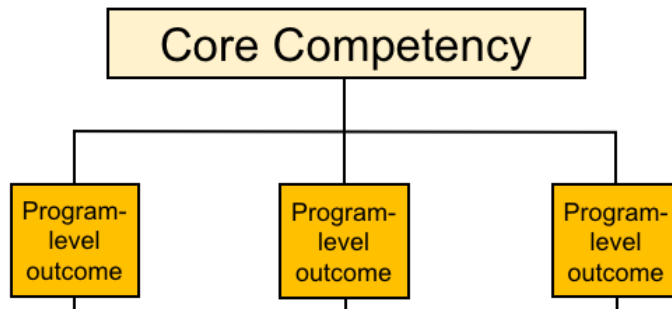 Core Competency
Program-
level
outcome
Program-
level
outcome
Program-
level
outcome